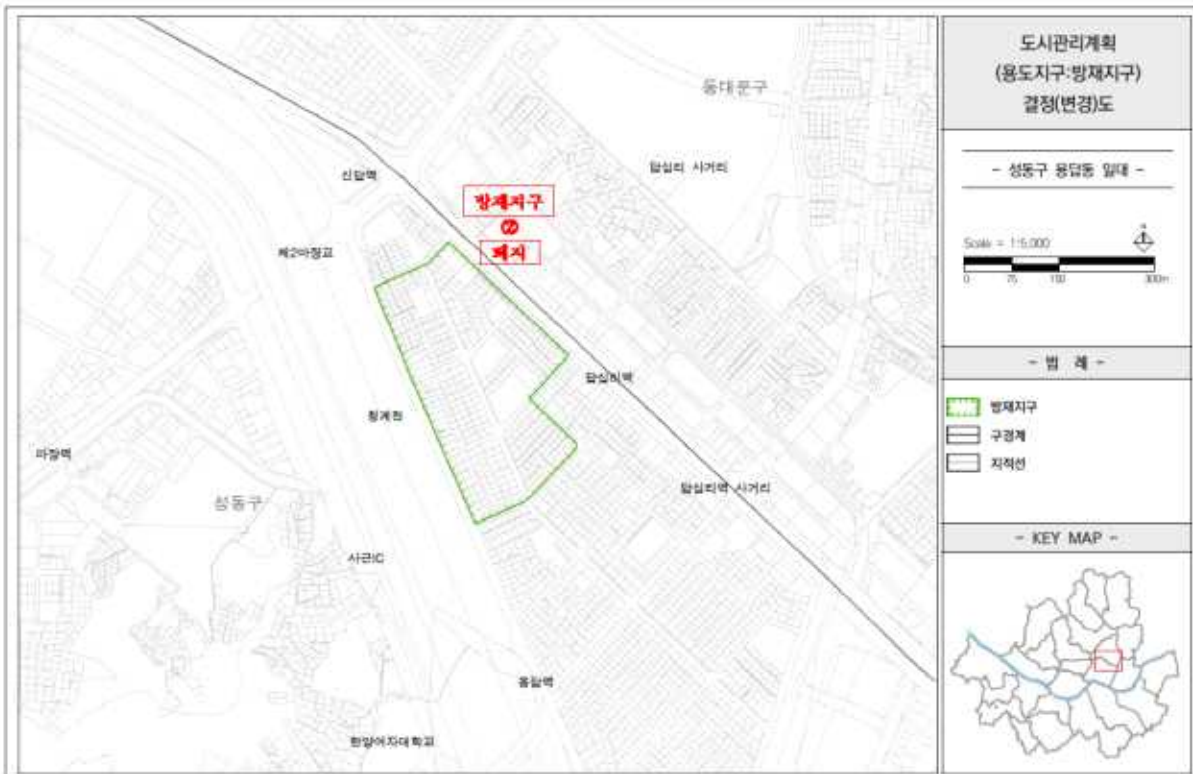 도시관리계획
(용도지구:방재지구)
결정(변경)도
- 성동구 용답동 일대 -
Scale = 1:5,000
0 75 150 300m
- 범 례 -
방재지구
구경계
지적선
- KEY MAP -
동대문구
답십리 사거리
신답역
방재지구
폐지
제2마장교
답십리역
청계천
마장역
성동구
답십리역 사거리
사근IC
용답역
한양여자대학교